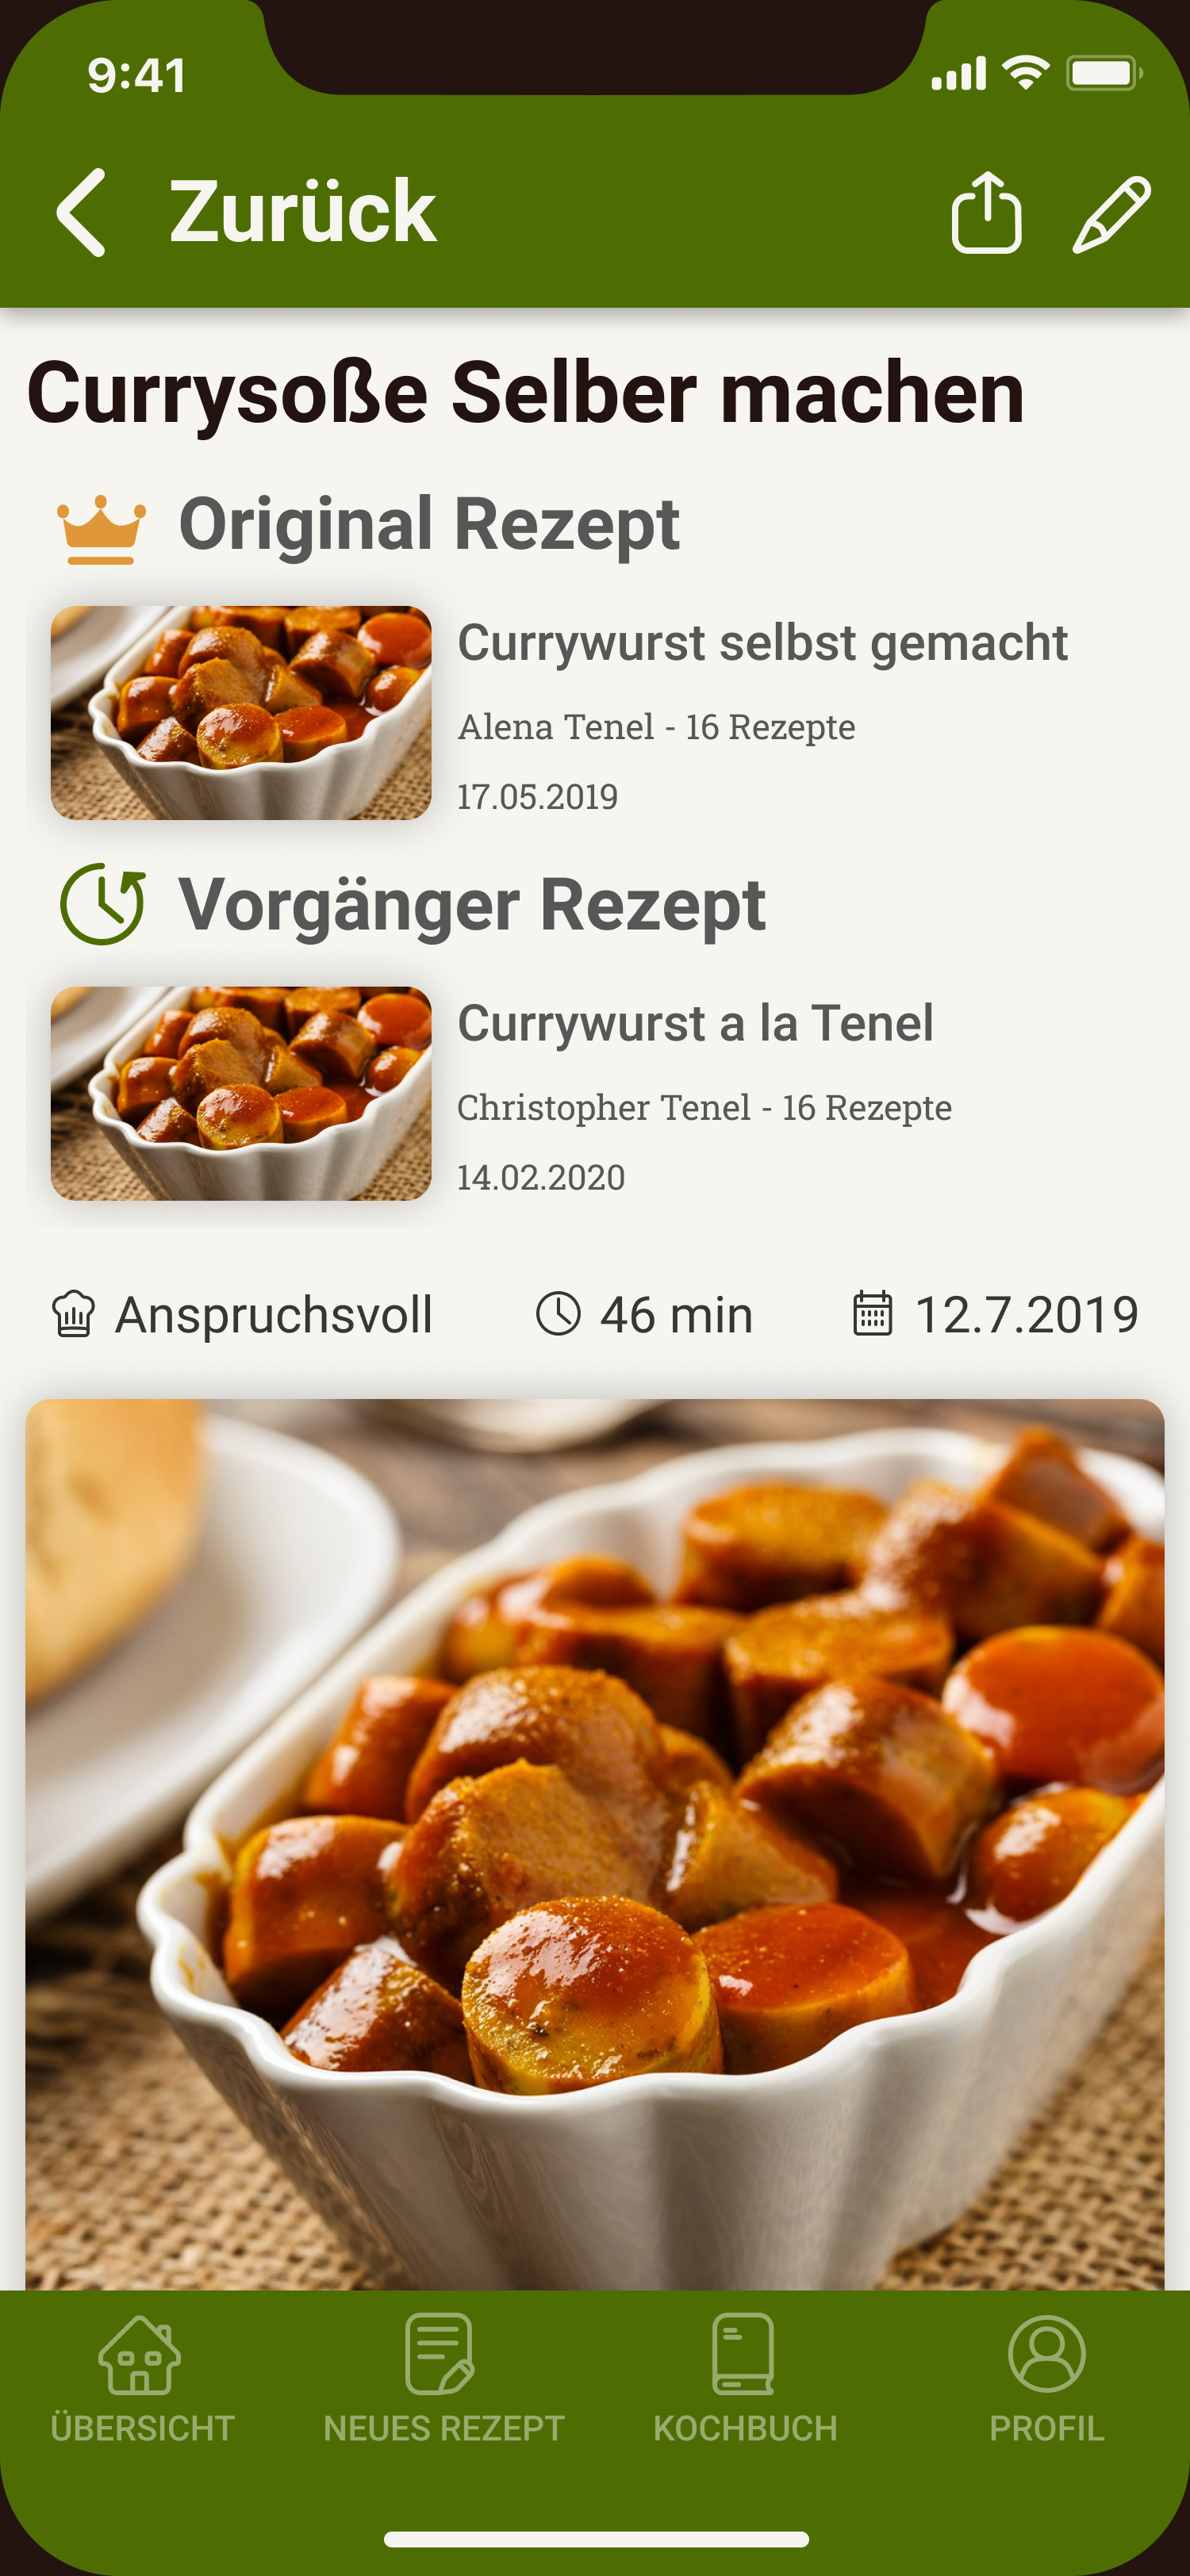 9:41
Zurück
Currysoße Selber machen
Original Rezept
Currywurst selbst gemacht
Alena Tenel - 16 Rezepte
17.05.2019
Vorgänger Rezept
Currywurst a la Tenel
Christopher Tenel - 16 Rezepte
14.02.2020
Anspruchsvoll 46 min 12.7.2019
ÜBERSICHT NEUES REZEPT KOCHBUCH PROFIL